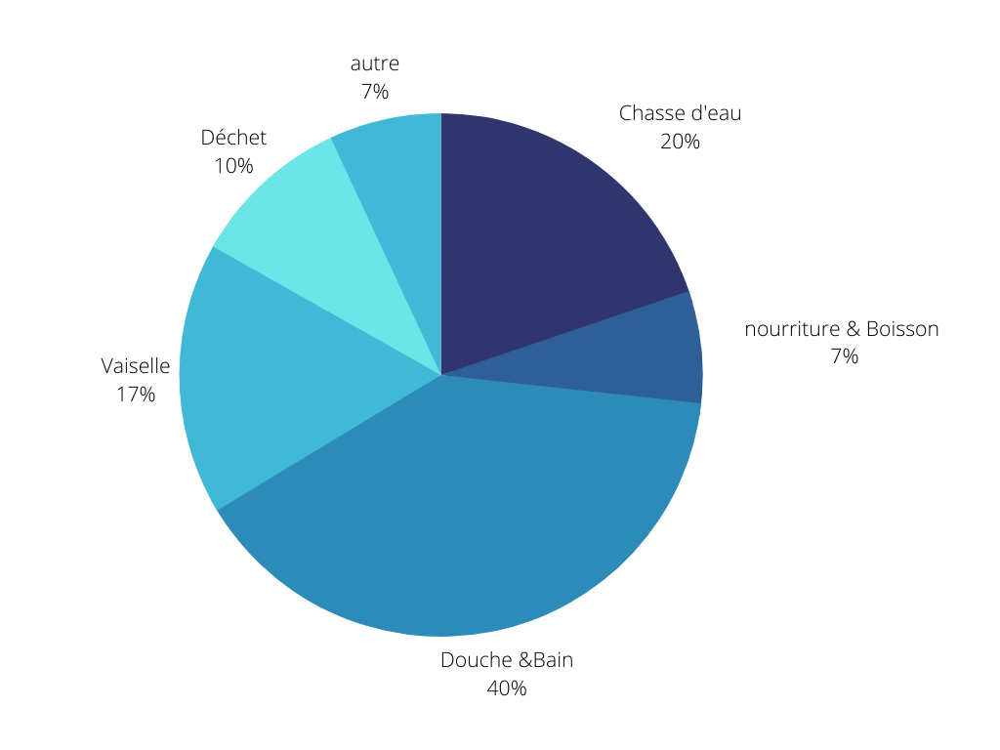 autre
7%
Chasse d'eau
20%
Déchet
10%
nourriture & Boisson
7%
Vaiselle
17%
Douche &Bain
40%